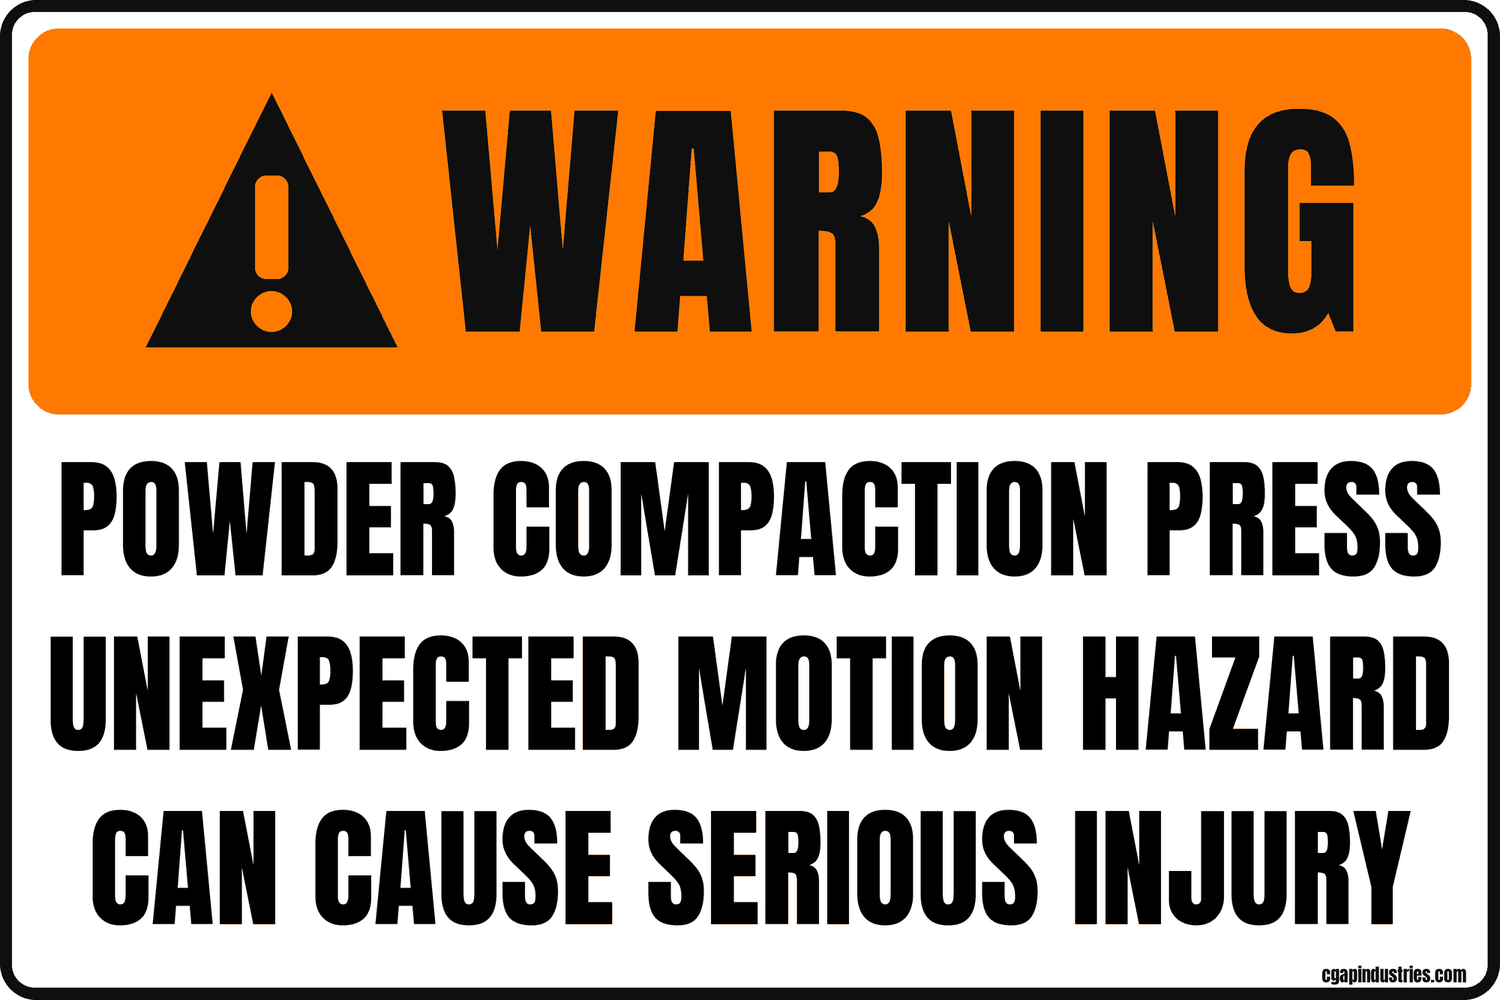 WARNING
POWDER COMPACTION PRESS
UNEXPECTED MOTION HAZARD
CAN CAUSE SERIOUS INJURY
cgapindustries.com